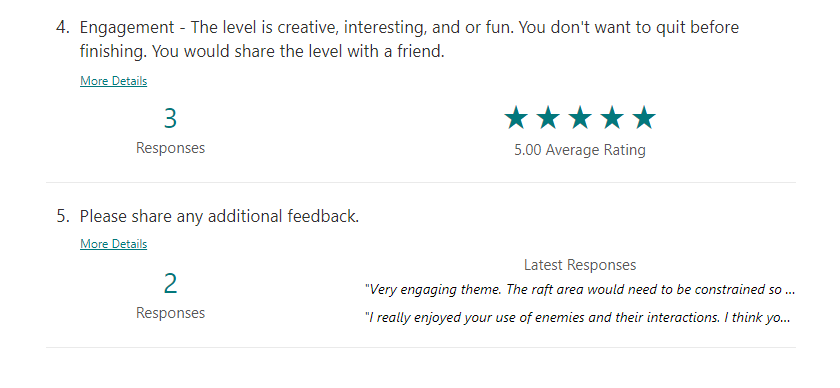 4. Engagement - The level is creative, interesting, and or fun. You don't want to quit before
finishing. You would share the level with a friend.
More Details
3
Responses
5.00 Average Rating
5. Please share any additional feedback.
More Details
2
Responses
Latest Responses
"Very engaging theme. The raft area would need to be constrained so ...
"I really enjoyed your use of enemies and their interactions. I think yo...